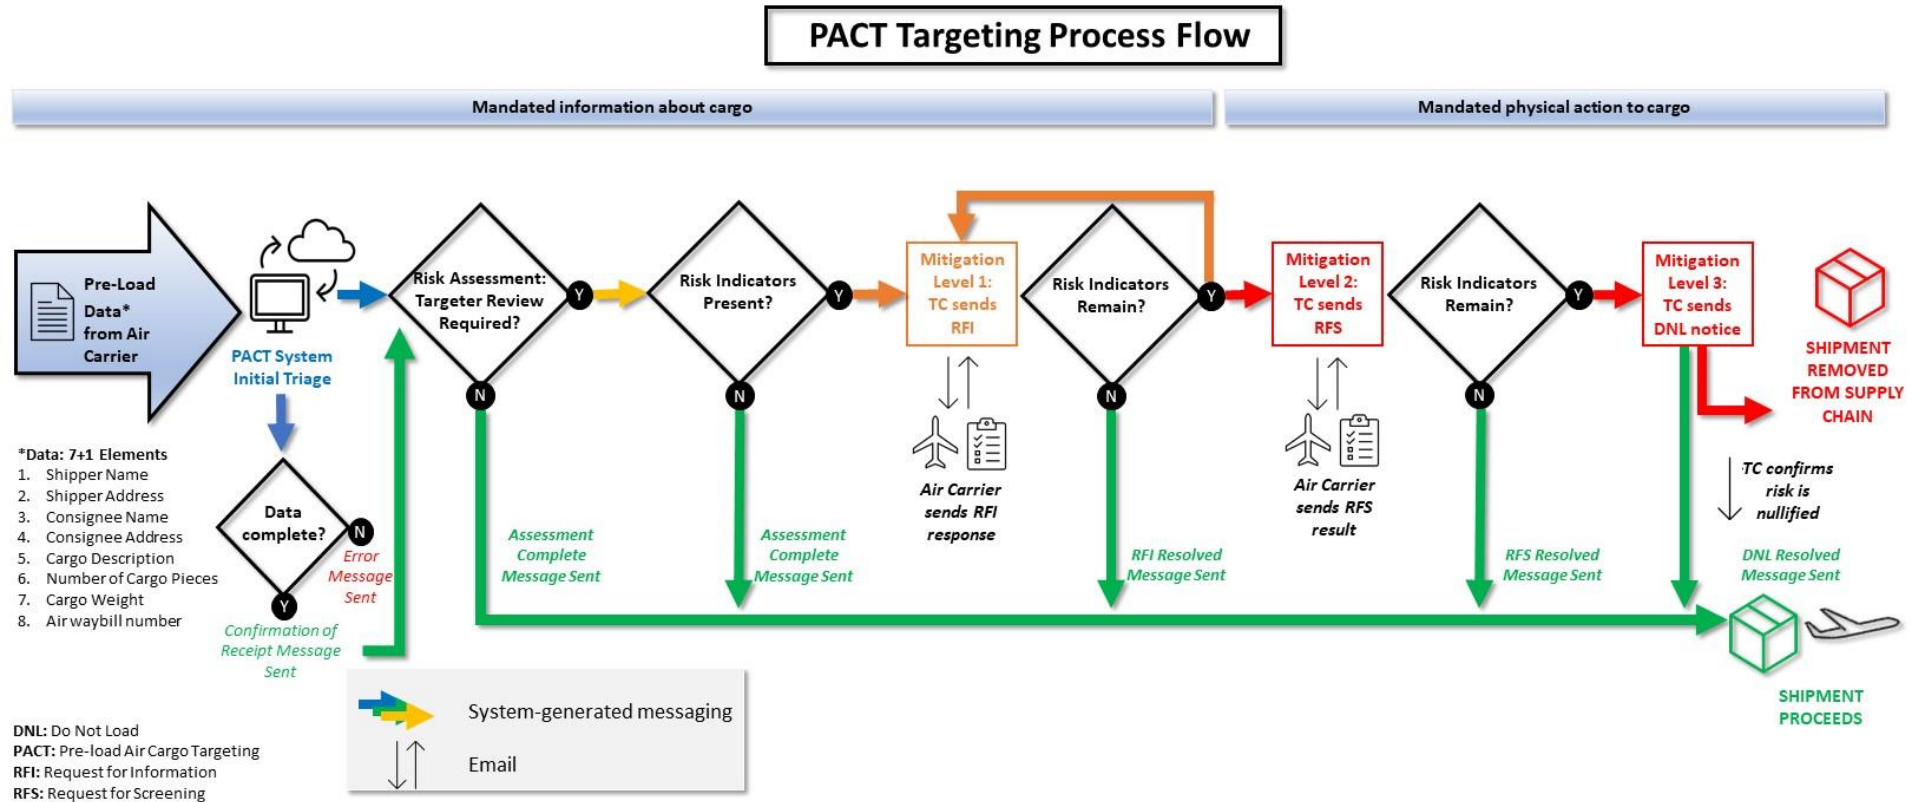 PACT Targeting Process Flow
Mandated information about cargo
Mandated physical action to cargo
Pre-Load
Data*
from Air
Carrier
PACT System
Initial Triage
Risk Assessment:
Targeter Review
Required?
Y
N
Risk Indicators
Present?
Y
N
Mitigation
Level 1:
TC sends
RFI
Risk Indicators
Remain?
Y
N
Mitigation
Level 2:
TC sends
RFS
Risk Indicators
Remain?
Y
N
Mitigation
Level 3:
TC sends
DNL notice
SHIPMENT
REMOVED
FROM SUPPLY
CHAIN
*Data: 7+1 Elements
1. Shipper Name
2. Shipper Address
3. Consignee Name
4. Consignee Address
5. Cargo Description
6. Number of Cargo Pieces
7. Cargo Weight
8. Air waybill number
Data
complete?
N
Error
Message
Sent
Y
Confirmation of
Receipt Message
Sent
Assessment
Complete
Message Sent
Assessment
Complete
Message Sent
Air Carrier
sends RFI
response
RFI Resolved
Message Sent
Air Carrier
sends RFS
result
RFS Resolved
Message Sent
TC confirms
risk is
nullified
DNL Resolved
Message Sent
SHIPMENT
PROCEEDS
System-generated messaging
Email
DNL: Do Not Load
PACT: Pre-load Air Cargo Targeting
RFI: Request for Information
RFS: Request for Screening